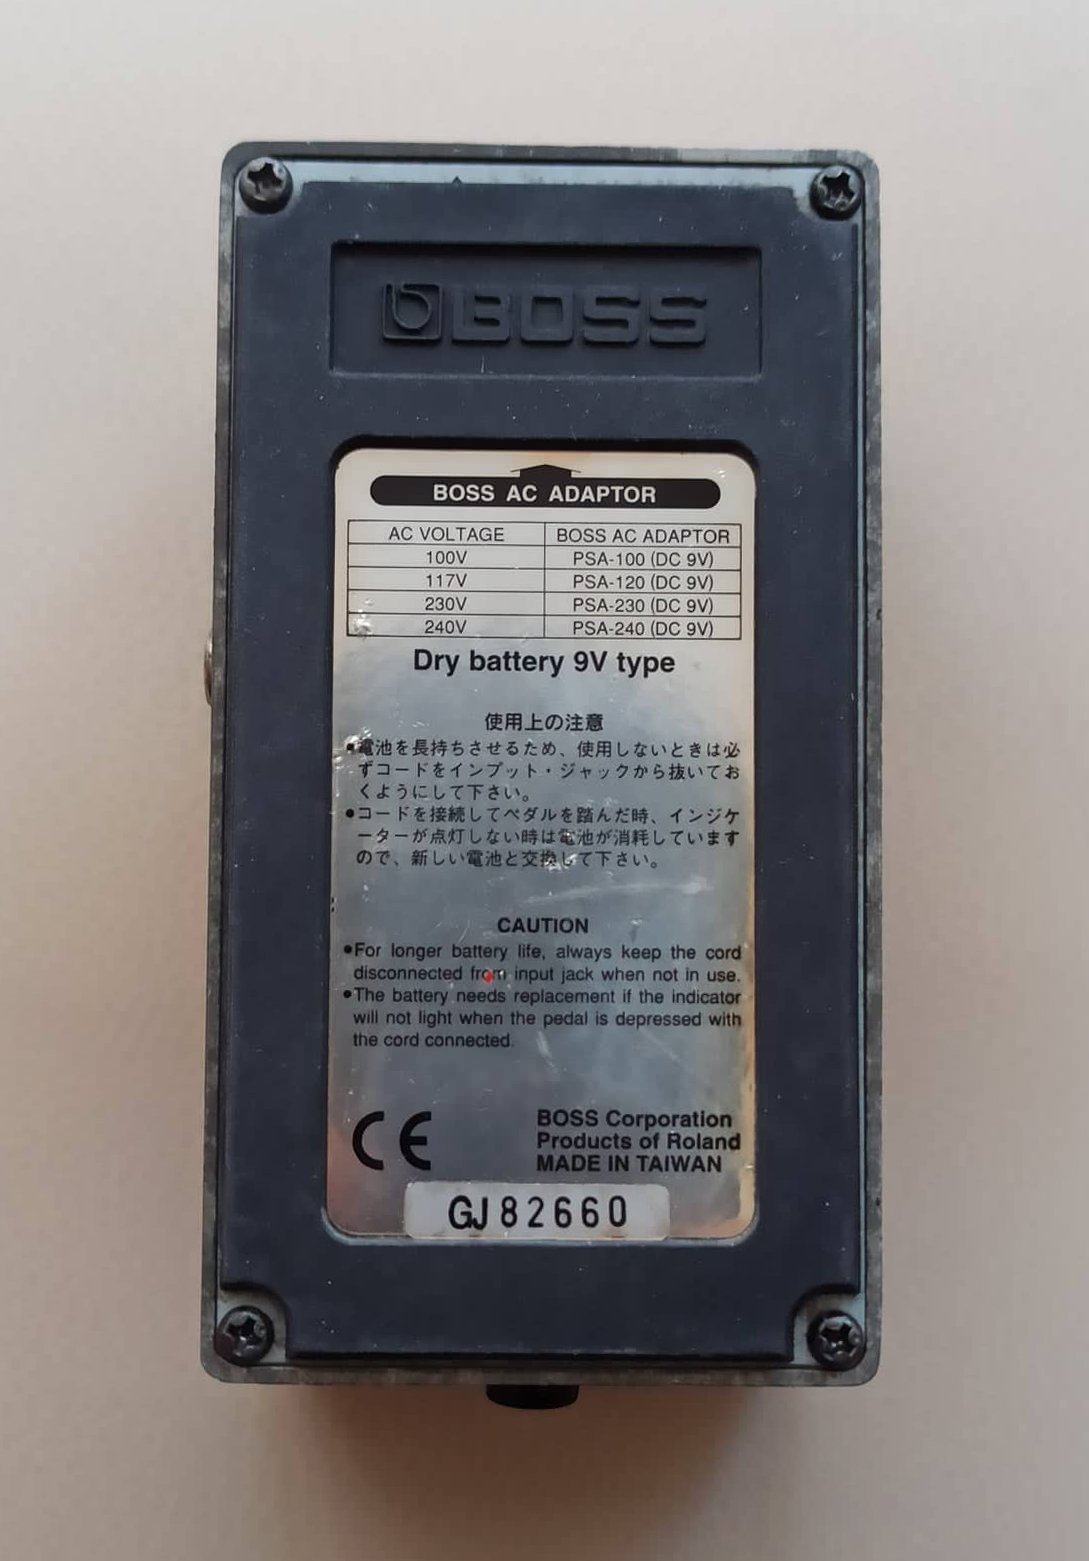 BOSS
BOSS AC ADAPTOR
AC VOLTAGE BOSS AC ADAPTOR
100V PSA-100 (DC 9V)
117V PSA-120 (DC 9V)
230V PSA-230 (DC 9V)
240V PSA-240 (DC 9V)
Dry battery 9V type
使用上の注意
●電池を長持ちさせるため、使用しないときは必
ずコードをインプット・ジャックから抜いてお
くようにして下さい。
●コードを接続してペダルを踏んだ時、インジケ
ーターが点灯しない時は電池が消耗しています
ので、新しい電池と交換して下さい。
CAUTION
●For longer battery life, always keep the cord
disconnected from input jack when not in use.
●The battery needs replacement if the indicator
will not light when the pedal is depressed with
the cord connected.
CE
BOSS Corporation
Products of Roland
MADE IN TAIWAN
GJ82660